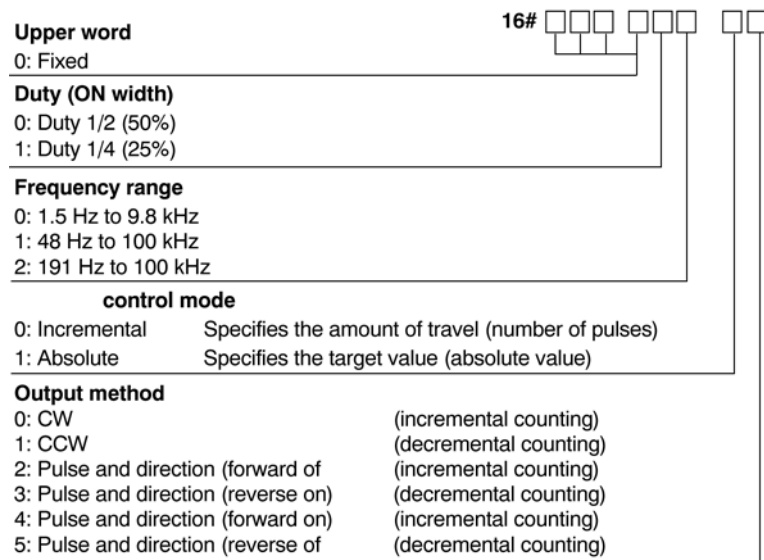 16#
Upper word
0: Fixed
Duty (ON width)
0: Duty 1/2 (50%)
1: Duty 1/4 (25%)
Frequency range
0: 1.5 Hz to 9.8 kHz
1: 48 Hz to 100 kHz
2: 191 Hz to 100 kHz
control mode
0: Incremental Specifies the amount of travel (number of pulses)
1: Absolute Specifies the target value (absolute value)
Output method
0: CW (incremental counting)
1: CCW (decremental counting)
2: Pulse and direction (forward of (incremental counting)
3: Pulse and direction (reverse on) (decremental counting)
4: Pulse and direction (forward on) (incremental counting)
5: Pulse and direction (reverse of (decremental counting)